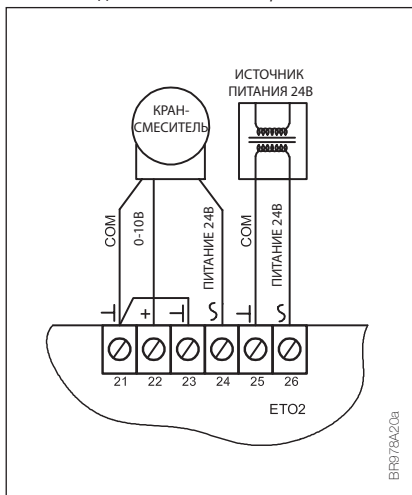 ИСТОЧНИК
ПИТАНИЯ 24В
КРАН-
СМЕСИТЕЛЬ
COM
0-10В
ПИТАНИЕ 24В
COM
ПИТАНИЕ 24В
+
21 22 23 24 25 26
ETO2
BR978A20a